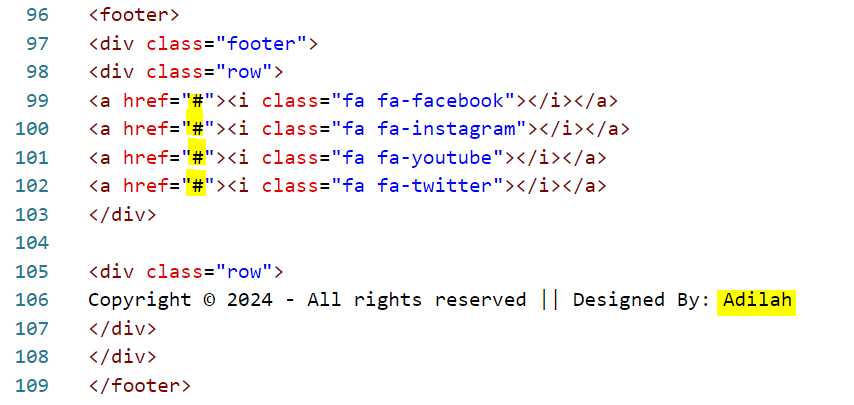 96 <footer>
97 <div class="footer">
98 <div class="row">
99 <a href="#"><i class="fa fa-facebook"></i></a>
100 <a href="#"><i class="fa fa-instagram"></i></a>
101 <a href="#"><i class="fa fa-youtube"></i></a>
102 <a href="#"><i class="fa fa-twitter"></i></a>
103 </div>
104
105 <div class="row">
106 Copyright © 2024 - All rights reserved || Designed By: Adilah
107 </div>
108 </div>
109 </footer>